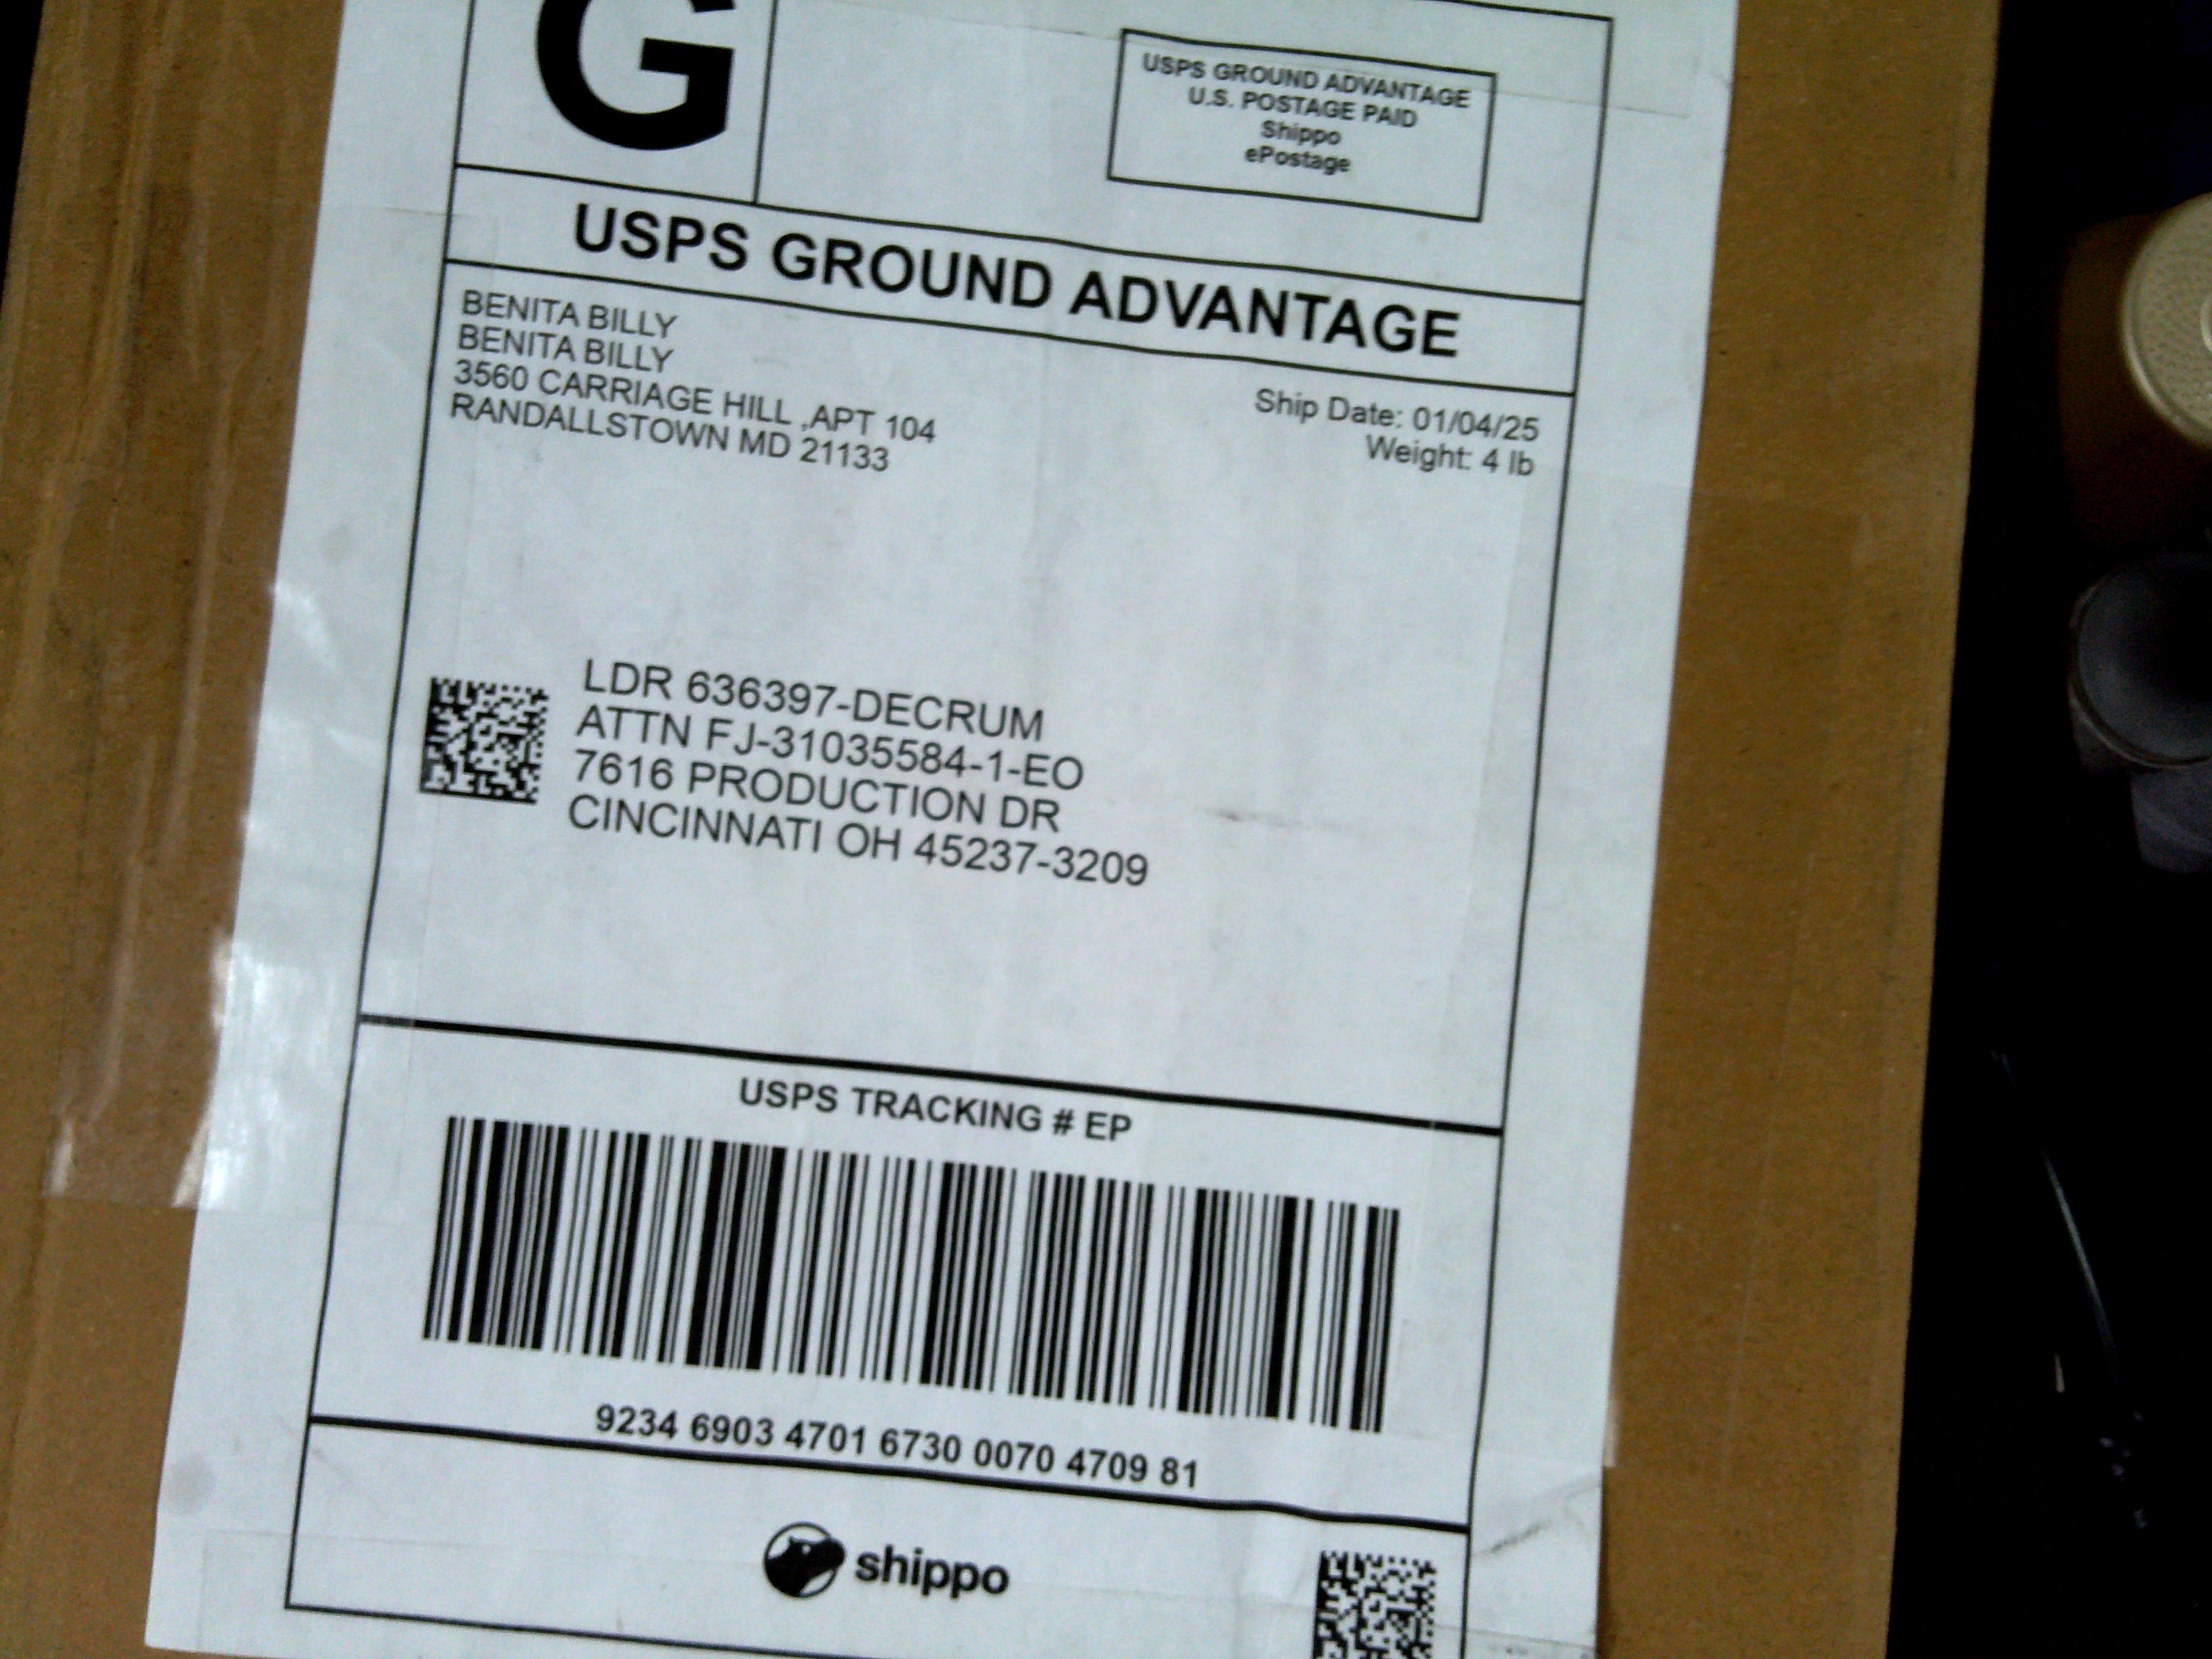 G
USPS GROUND ADVANTAGE
U.S. POSTAGE PAID
Shippo
ePostage
USPS GROUND ADVANTAGE
BENITA BILLY
BENITA BILLY
3560 CARRIAGE HILL ,APT 104
RANDALLSTOWN MD 21133
Ship Date: 01/04/25
Weight: 4 lb
LDR 636397-DECRUM
ATTN FJ-31035584-1-EO
7616 PRODUCTION DR
CINCINNATI OH 45237-3209
USPS TRACKING # EP
9234 6903 4701 6730 0070 4709 81
shippo